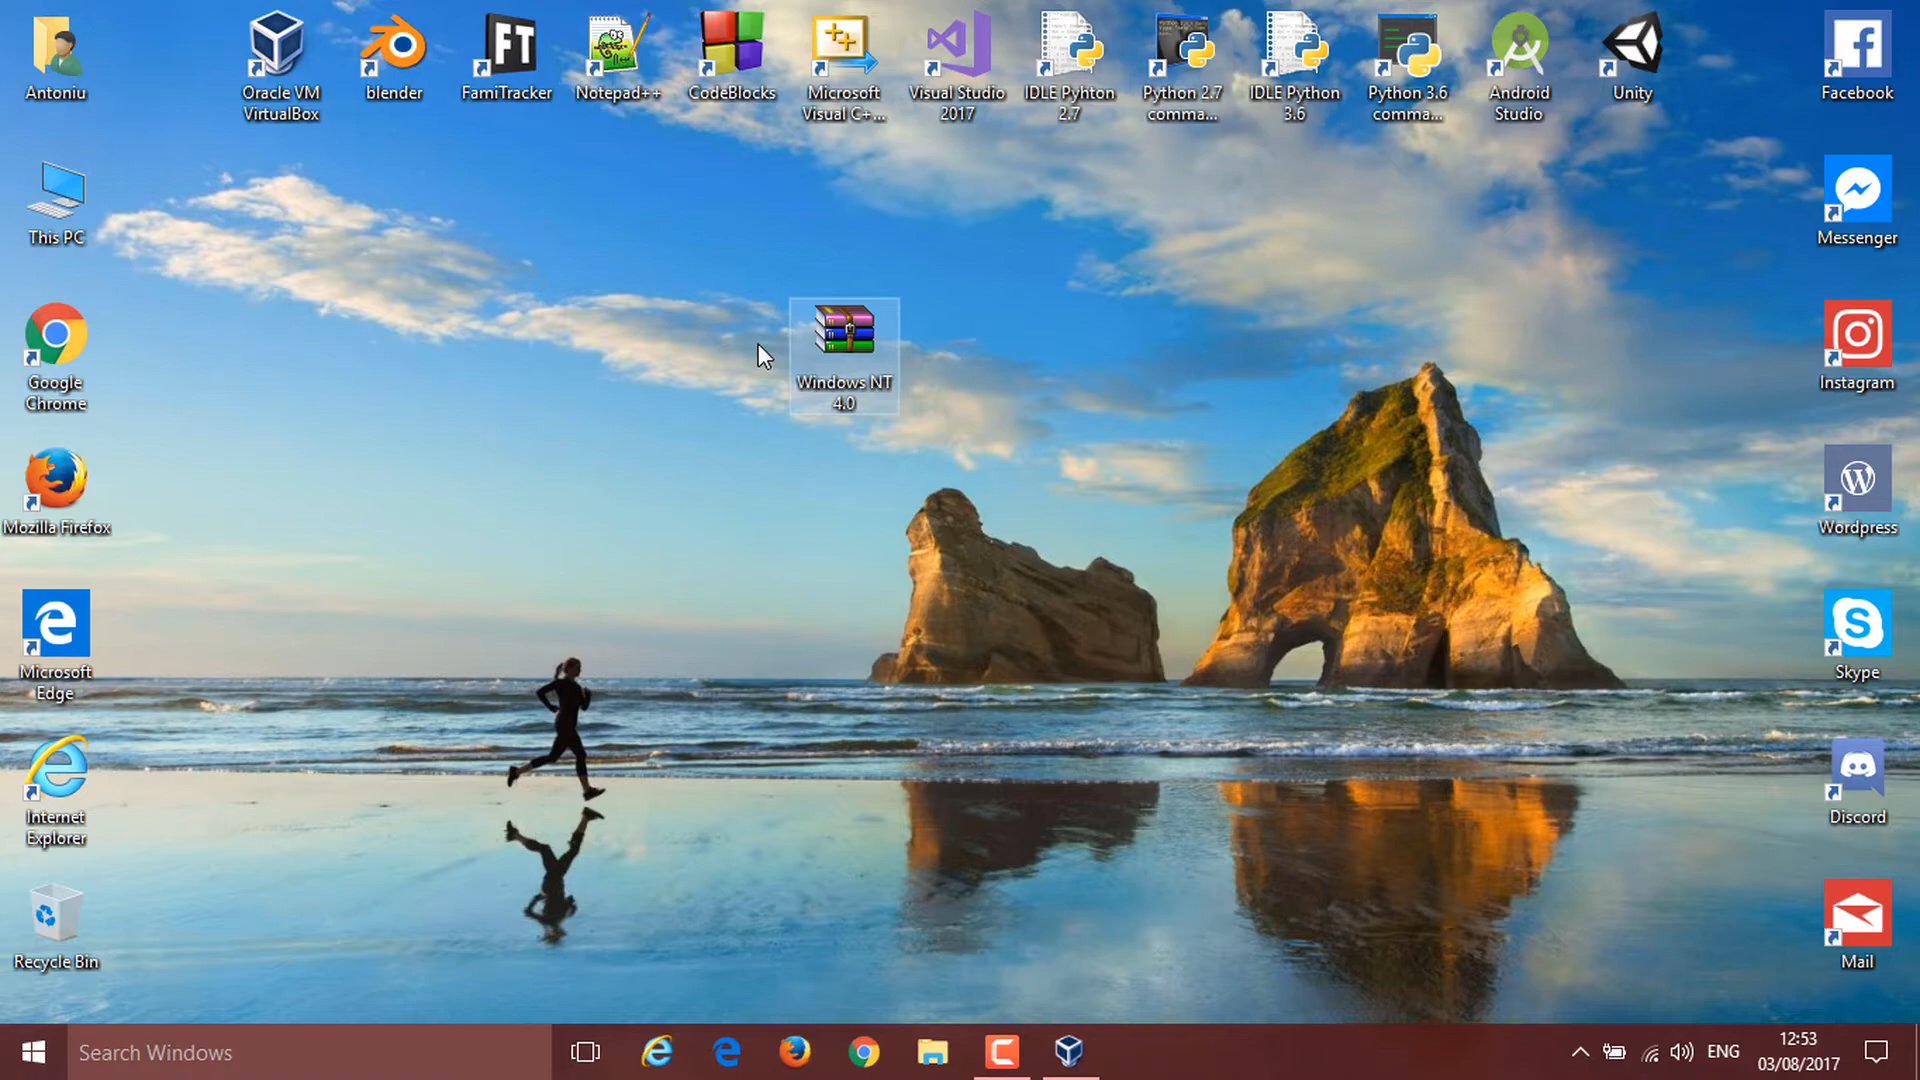 Antoniu
Oracle VM
VirtualBox
blender
FT
FamiTracker
Notepad++
CodeBlocks
Microsoft
Visual C+...
Visual Studio
2017
IDLE Pyhton
2.7
Python 2.7
comma...
IDLE Python
3.6
Python 3.6
comma...
Android
Studio
Unity
Facebook
This PC
Messenger
Google
Chrome
Windows NT
4.0
Instagram
Mozilla Firefox
Wordpress
Microsoft
Edge
Skype
Internet
Explorer
Discord
Recycle Bin
Mail
Search Windows
ENG
12:53
03/08/2017